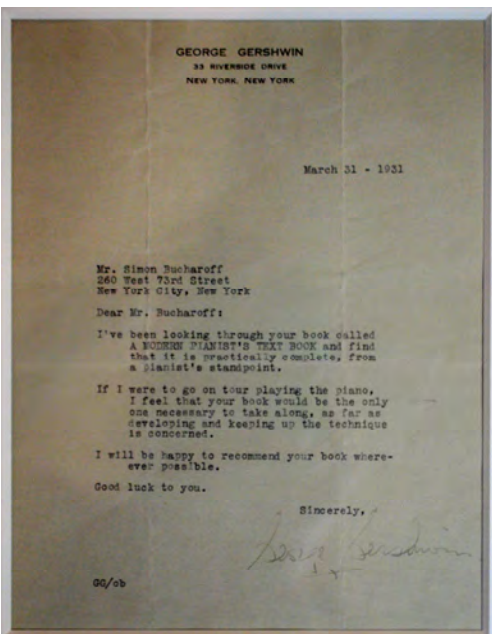 GEORGE GERSHWIN
33 RIVERSIDE DRIVE
NEW YORK, NEW YORK
March 31 - 1931
Mr. Simon Bucharoff
260 West 73rd Street
New York City, New York
Dear Mr. Bucharoff:
I've been looking through your book called
A MODERN PIANIST'S TEXT BOOK and find
that it is practically complete, from
a pianist's standpoint.
If I were to go on tour playing the piano,
I feel that your book would be the only
one necessary to take along, as far as
developing and keeping up the technique
is concerned.
I will be happy to recommend your book where-
ever possible.
Good luck to you.
Sincerely,
George Gershwin
GG/ob